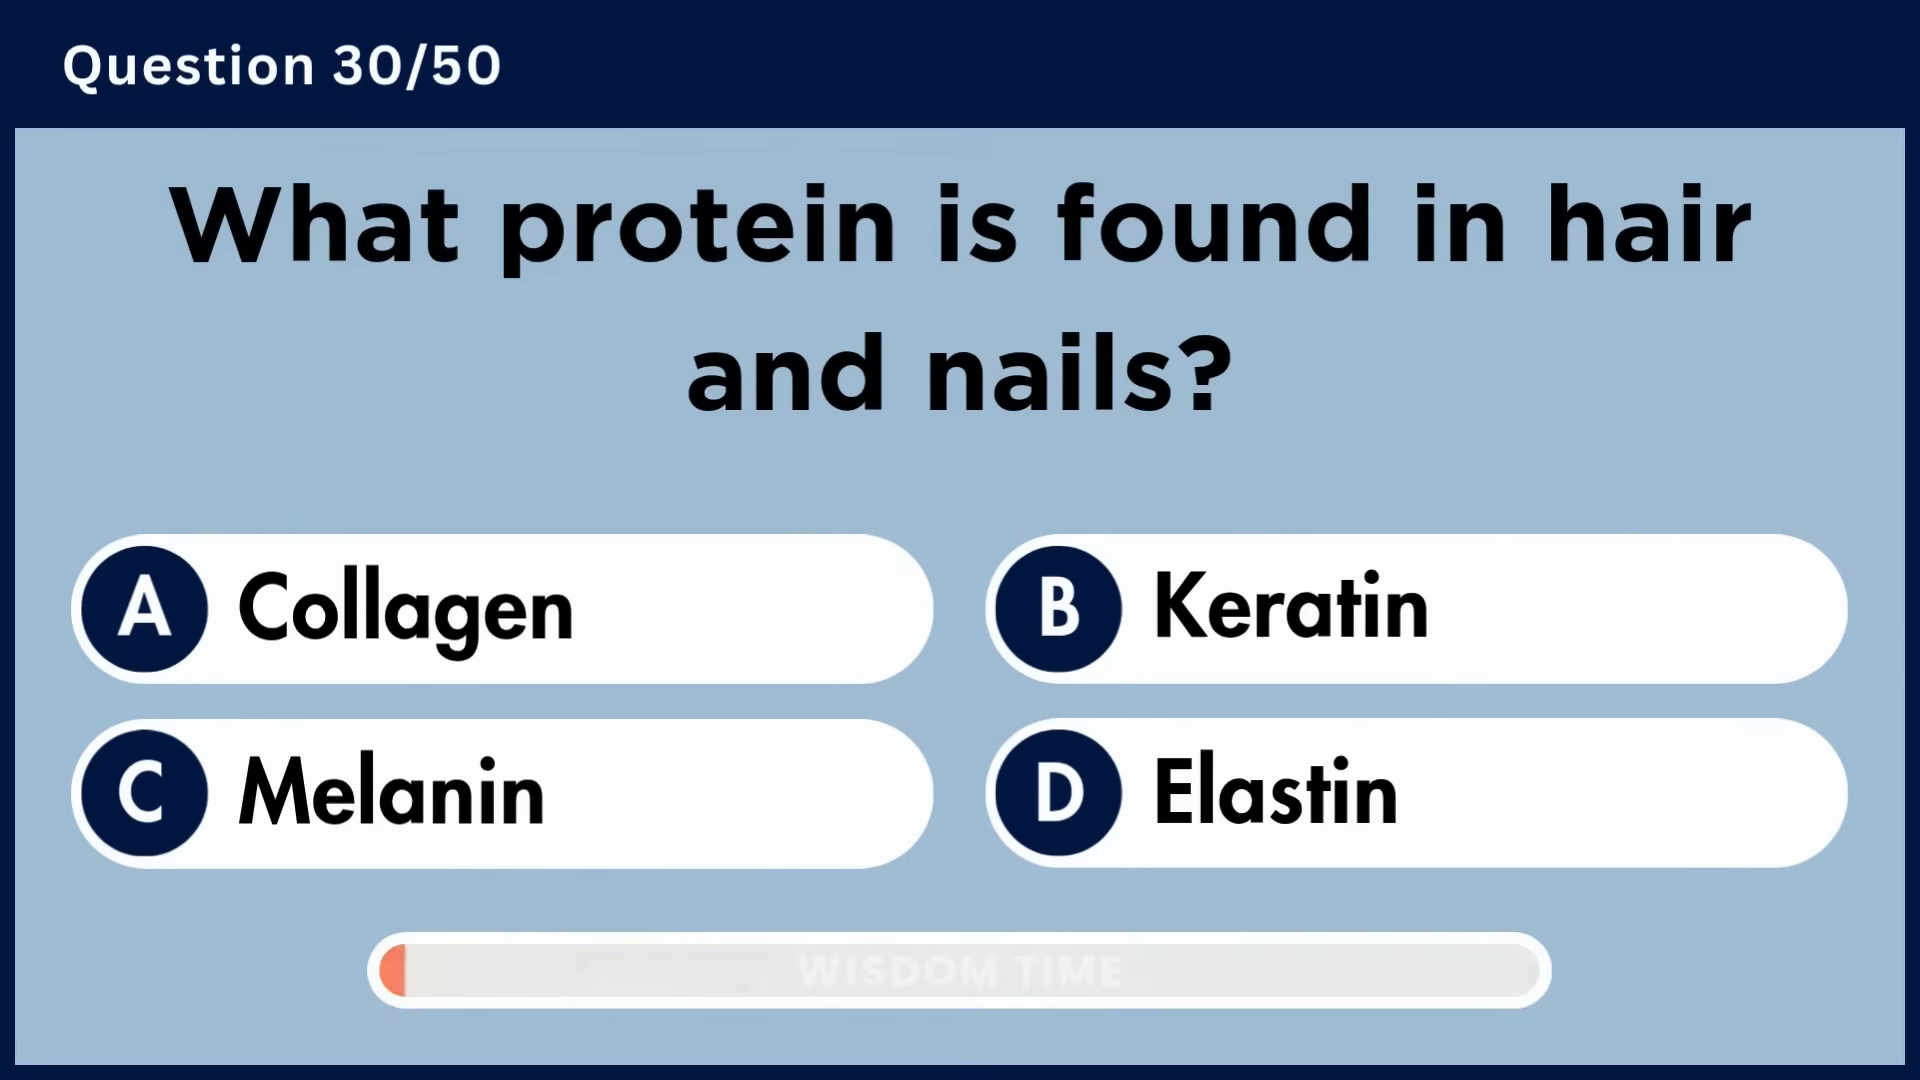 Question 30/50
What protein is found in hair
and nails?
A Collagen
B Keratin
C Melanin
D Elastin
WISDOM TIME